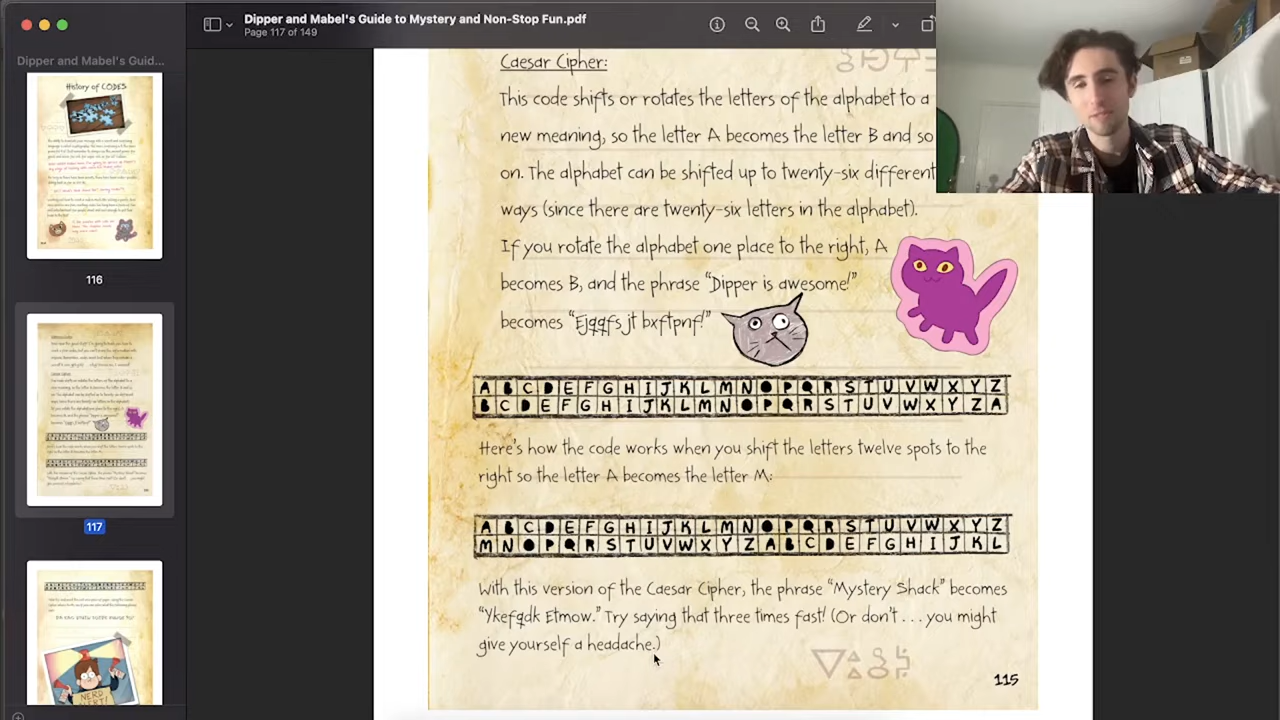 Dipper and Mabel's Guide to Mystery and Non-Stop Fun.pdf
Page 117 of 149
Dipper and Mabel's Guid...
History of CODES
116
117
NERD
ALERT!
Caesar Cipher:
This code shifts or rotates the letters of the alphabet to a
new meaning, so the letter A becomes the letter B and so
on. The alphabet can be shifted up to twenty-six different
ways (since there are twenty-six letters in the alphabet).
If you rotate the alphabet one place to the right, A
becomes B, and the phrase "Dipper is awesome!"
becomes "Ejqqfs jt bxftpnf!"
A B C D E F G H I J K L M N O P Q R S T U V W X Y Z
B C D E F G H I J K L M N O P Q R S T U V W X Y Z A
Here's how the code works when you shift the letters twelve spots to the
right so the letter A becomes the letter M:
A B C D E F G H I J K L M N O P Q R S T U V W X Y Z
M N O P Q R S T U V W X Y Z A B C D E F G H I J K L
With this version of the Caesar Cipher, the phrase "Mystery Shack" becomes
"Ykefqdk Etmow." Try saying that three times fast! (Or don't . . . you might
give yourself a headache.)
115